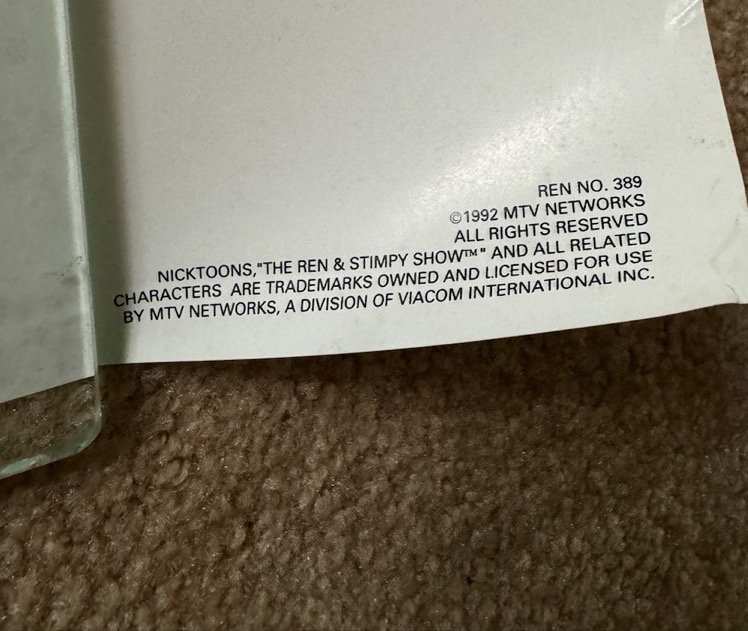 REN NO. 389
©1992 MTV NETWORKS
ALL RIGHTS RESERVED
NICKTOONS,"THE REN & STIMPY SHOW™" AND ALL RELATED
CHARACTERS ARE TRADEMARKS OWNED AND LICENSED FOR USE
BY MTV NETWORKS, A DIVISION OF VIACOM INTERNATIONAL INC.